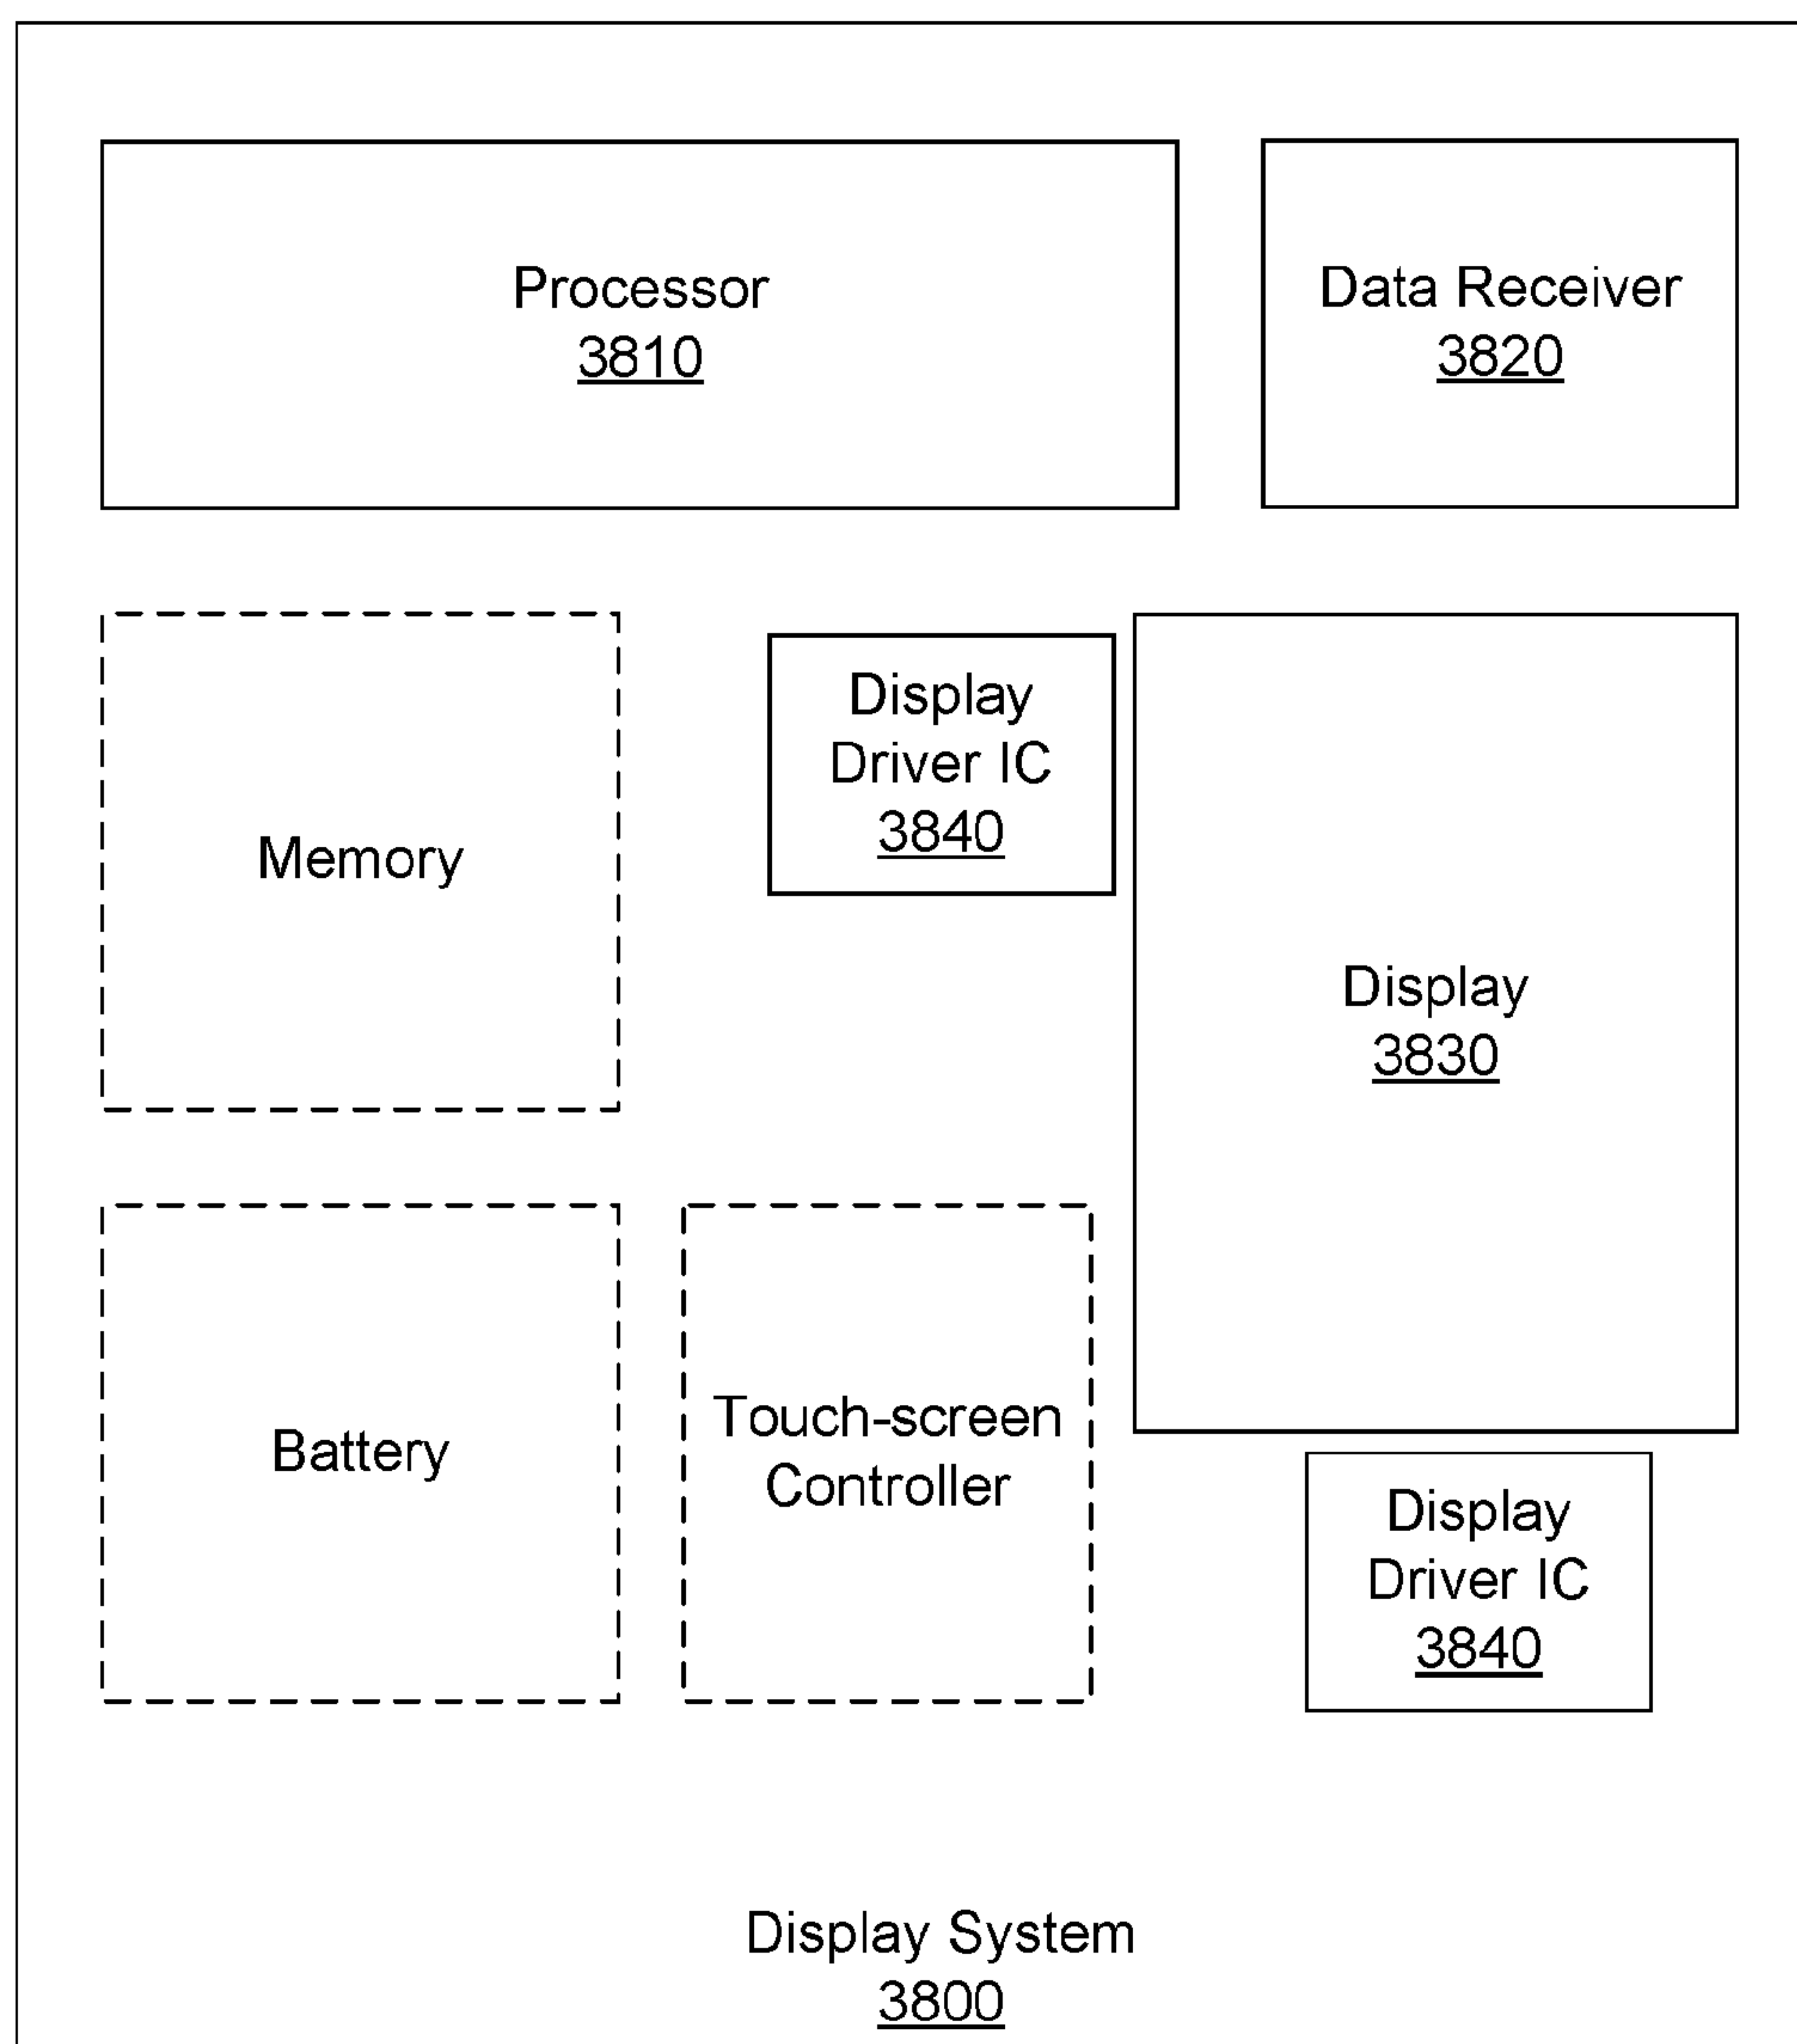 Processor
3810
Data Receiver
3820
Memory
Display
Driver IC
3840
Display
3830
Battery
Touch-screen
Controller
Display
Driver IC
3840
Display System
3800